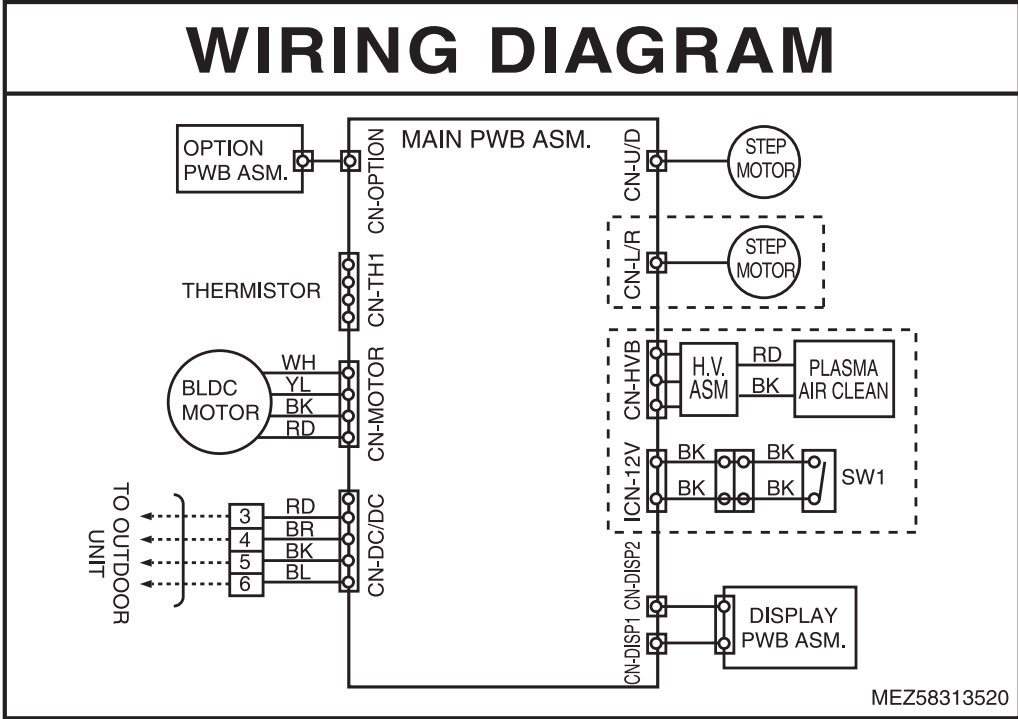 WIRING DIAGRAM
OPTION
PWB ASM.
CN-OPTION
MAIN PWB ASM.
CN-U/D
STEP
MOTOR
CN-L/R
STEP
MOTOR
THERMISTOR
CN-TH1
BLDC
MOTOR
WH
YL
BK
RD
CN-MOTOR
CN-HVB
H.V.
ASM
RD
BK
PLASMA
AIR CLEAN
ICN-12V
BK
BK
BK
BK
SW1
TO OUTDOOR
UNIT
3
4
5
6
RD
BR
BK
BL
CN-DC/DC
CN-DISP2
CN-DISP1
DISPLAY
PWB ASM.
MEZ58313520